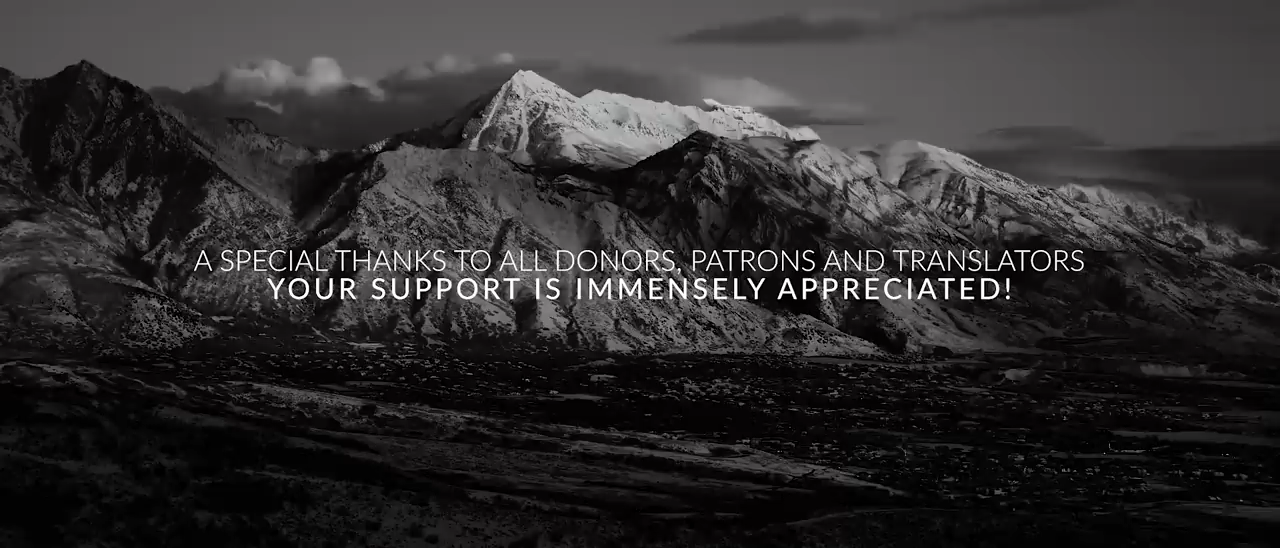 A SPECIAL THANKS TO ALL DONORS, PATRONS AND TRANSLATORS
YOUR SUPPORT IS IMMENSELY APPRECIATED!